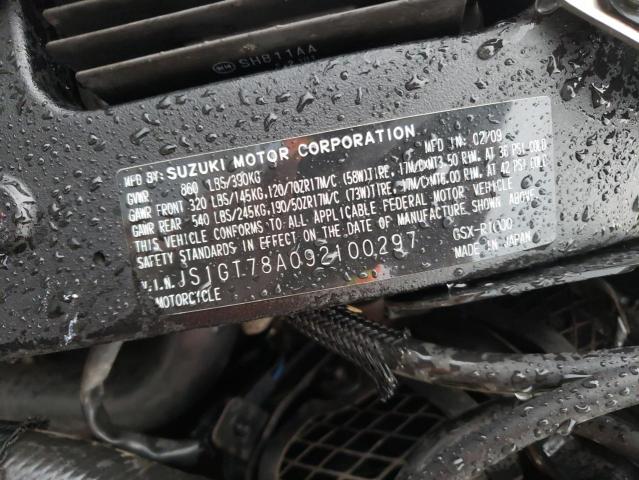 SHB11AA
MFD BY SUZUKI MOTOR CORPORATION MFD IN: 02/09
GVWR 860 LBS/390KG
GAWR FRONT 320 LBS/145KG,120/70ZR17M/C (58W)TIRE, 17M/CXMT3.50 RIM, AT 36 PSI COLD
GAWR REAR 540 LBS/245KG,190/50ZR17M/C (73W)TIRE, 17M/CXMT6.00 RIM, AT 42 PSI COLD
THIS VEHICLE CONFORMS TO ALL APPLICABLE FEDERAL MOTOR VEHICLE
SAFETY STANDARDS IN EFFECT ON THE DATE OF MANUFACTURE SHOWN ABOVE
V.I.N. JS1GT78A092100297 GSX-R1000
MOTORCYCLE MADE IN JAPAN